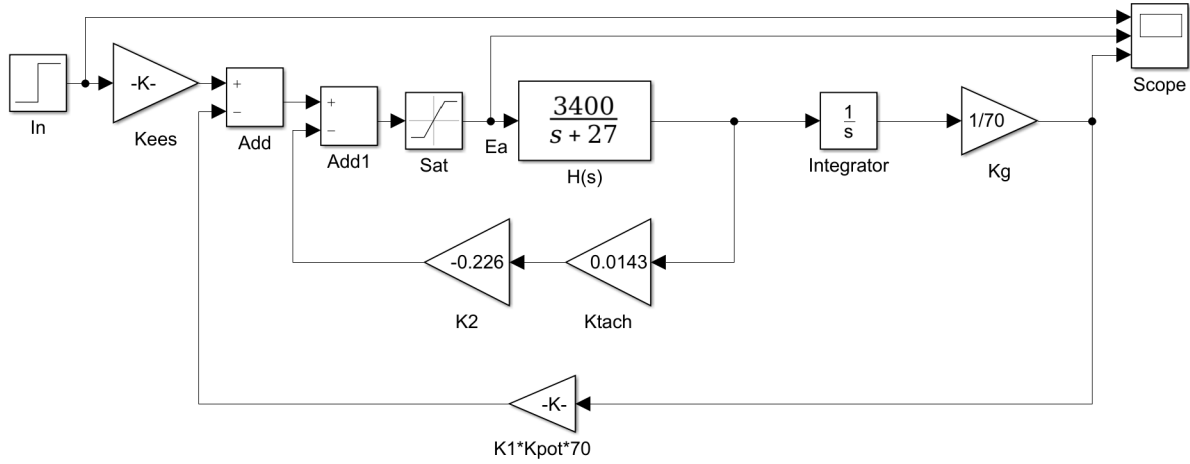 In
-K-
Kees
+
−
Add
+
−
Add1
Sat
Ea
3400
s + 27
H(s)
1
s
Integrator
1/70
Kg
Scope
-0.226
K2
0.0143
Ktach
-K-
K1*Kpot*70